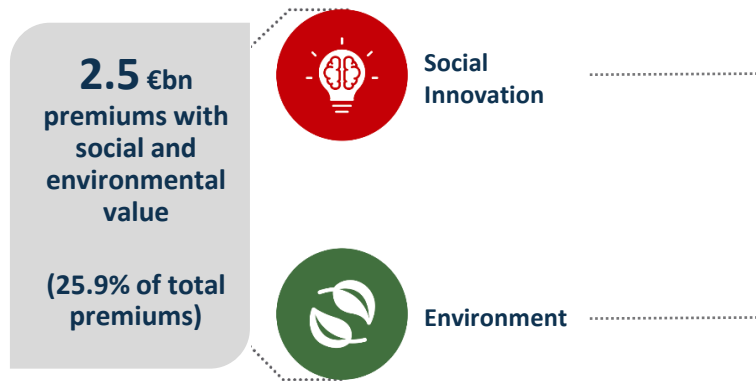 2.5 €bn
premiums with
social and
environmental
value
(25.9% of total
premiums)
Social
Innovation
Environment